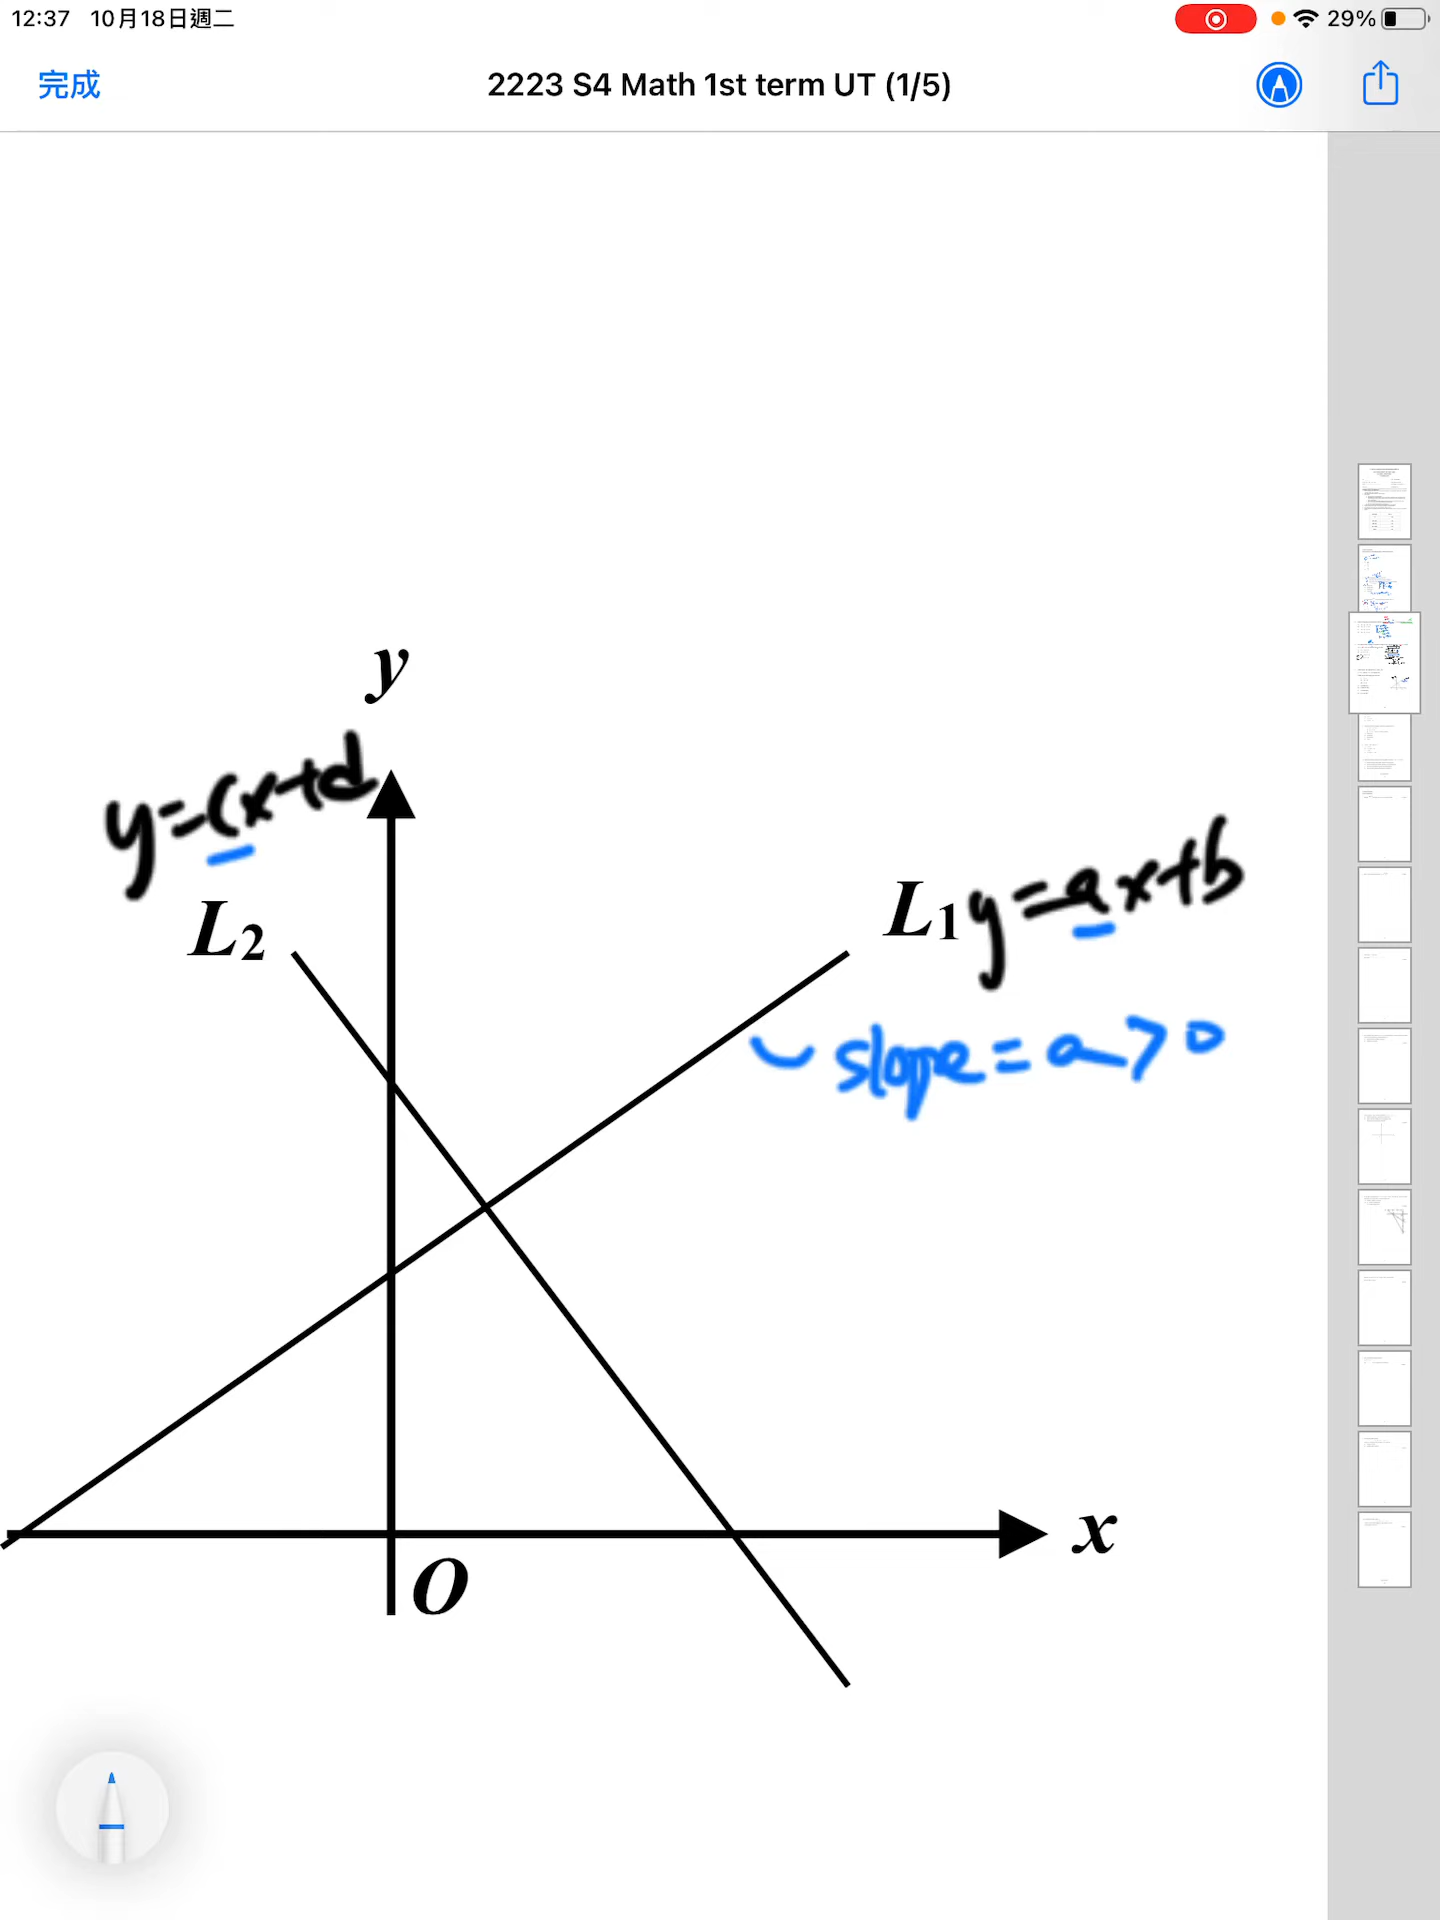 12:37 10月18日週二
29%
完成
2223 S4 Math 1st term UT (1/5)
y
y=cx+d
L2
L1 y=ax+b
slope = a > 0
x
O